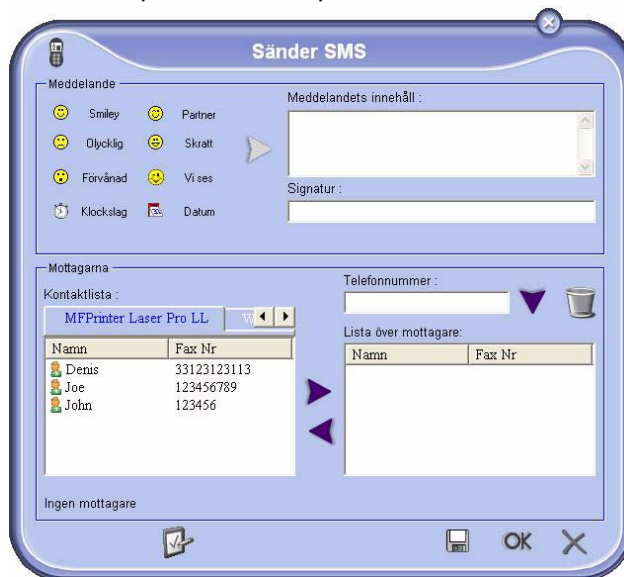 Sänder SMS
Meddelande
Smiley Partner
Olycklig Skratt
Förvånad Vi ses
Klockslag Datum
Meddelandets innehåll :
Signatur :
Mottagarna
Kontaktlista :
MFPrinter Laser Pro LL
Namn Fax Nr
Denis 33123123113
Joe 123456789
John 123456
Ingen mottagare
Telefonnummer :
Lista över mottagare:
Namn Fax Nr
OK